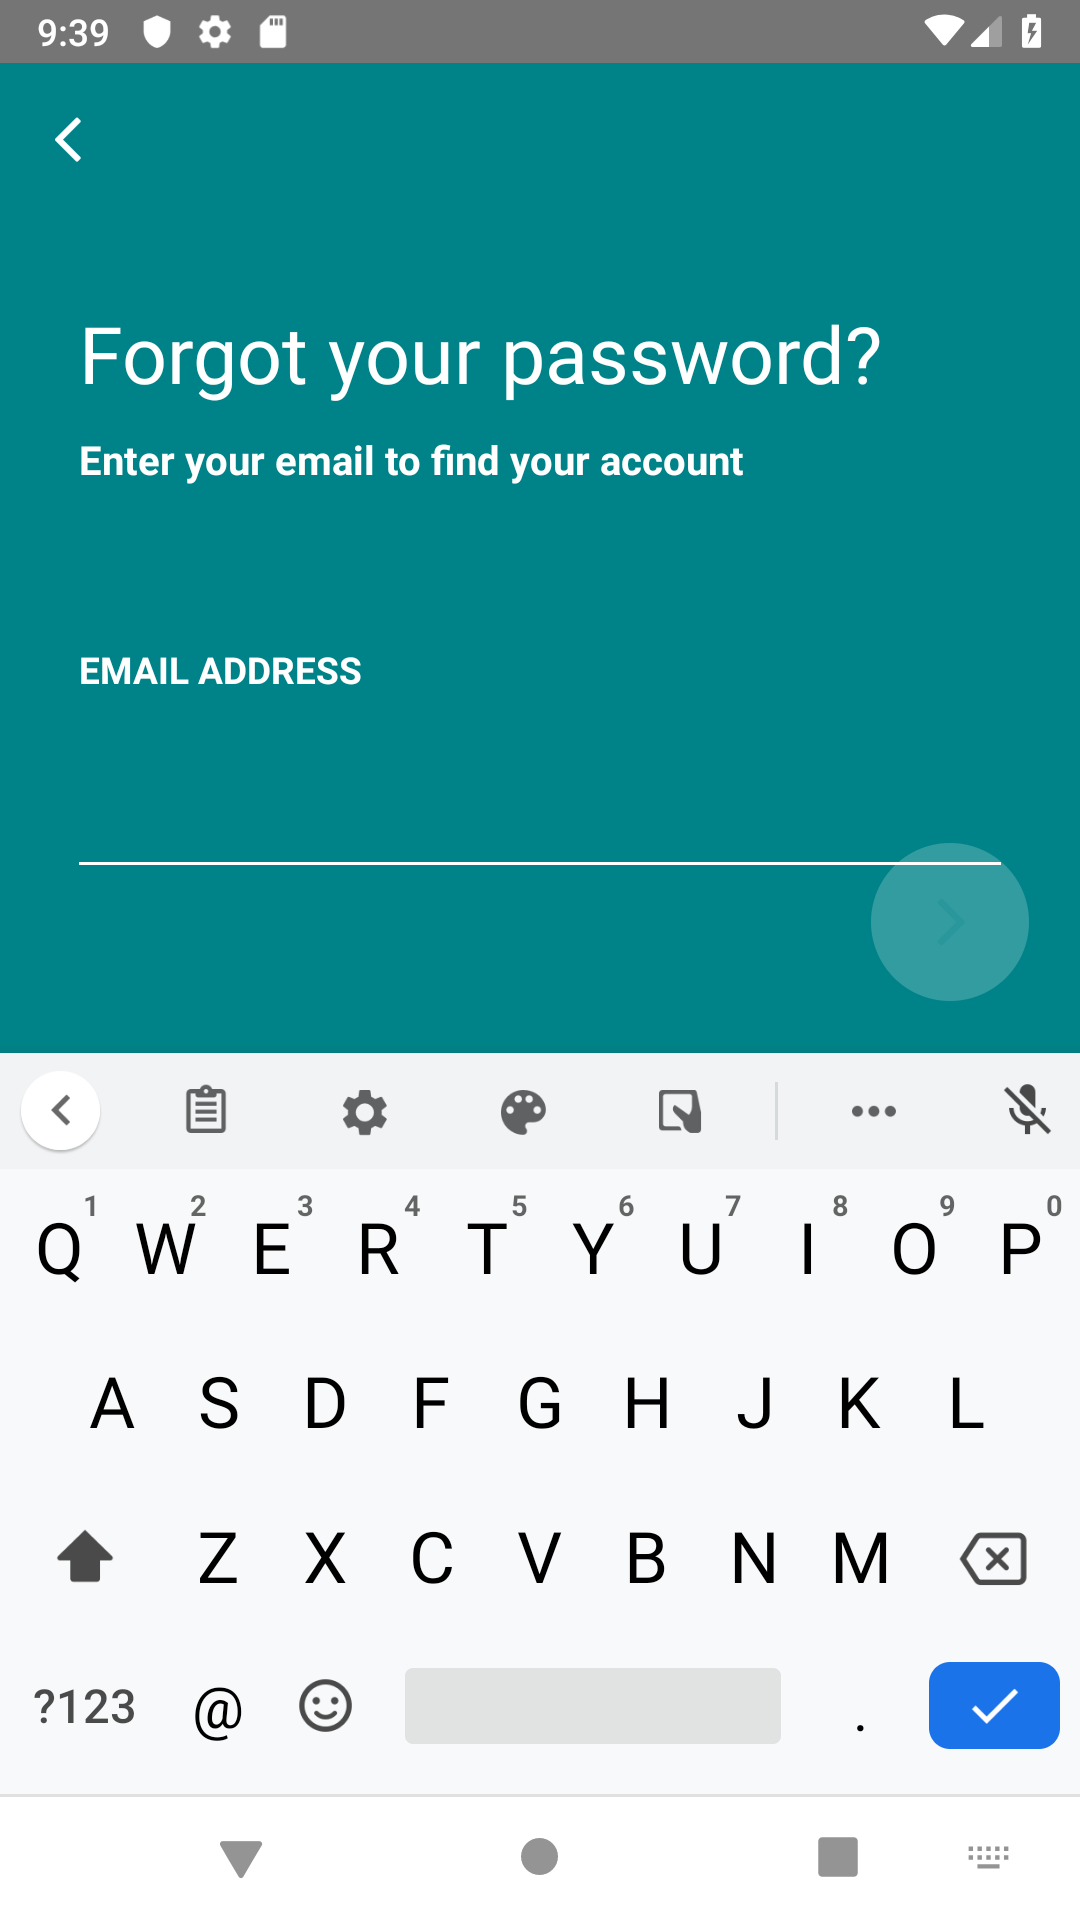 9:39
Forgot your password?
Enter your email to find your account
EMAIL ADDRESS
1 2 3 4 5 6 7 8 9 0
Q W E R T Y U I O P
A S D F G H J K L
Z X C V B N M
?123 @ .